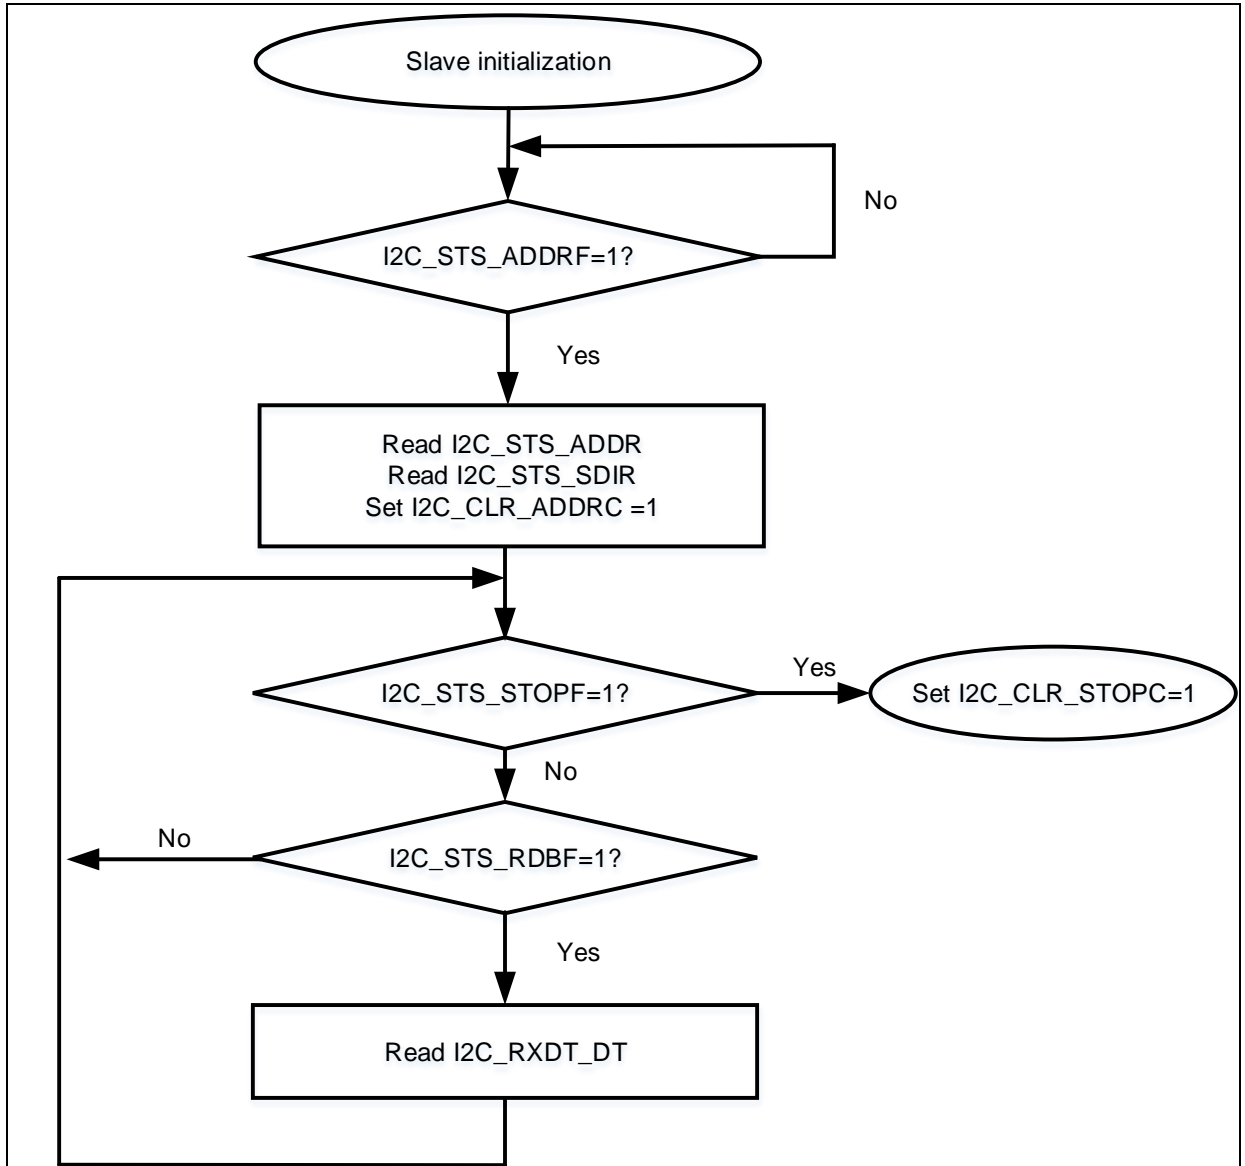 Slave initialization
No
I2C_STS_ADDRF=1?
Yes
Read I2C_STS_ADDR
Read I2C_STS_SDIR
Set I2C_CLR_ADDRC =1
I2C_STS_STOPF=1?
Yes
Set I2C_CLR_STOPC=1
No
No
I2C_STS_RDBF=1?
Yes
Read I2C_RXDT_DT